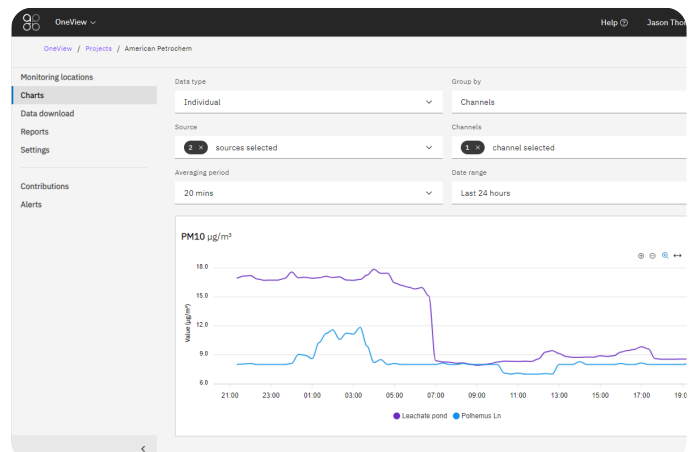 OneView
Help
Jason Thor
OneView / Projects / American Petrochem
Monitoring locations
Charts
Data download
Reports
Settings
Contributions
Alerts
Data type
Individual
Group by
Channels
Source
2 × sources selected
Channels
1 × channel selected
Averaging period
20 mins
Date range
Last 24 hours
PM10 µg/m³
Value (µg/m³)
18.0
15.0
12.0
9.0
6.0
21:00 23:00 01:00 03:00 05:00 07:00 09:00 11:00 13:00 15:00 17:00 19:0
Leachate pond Polhemus Ln